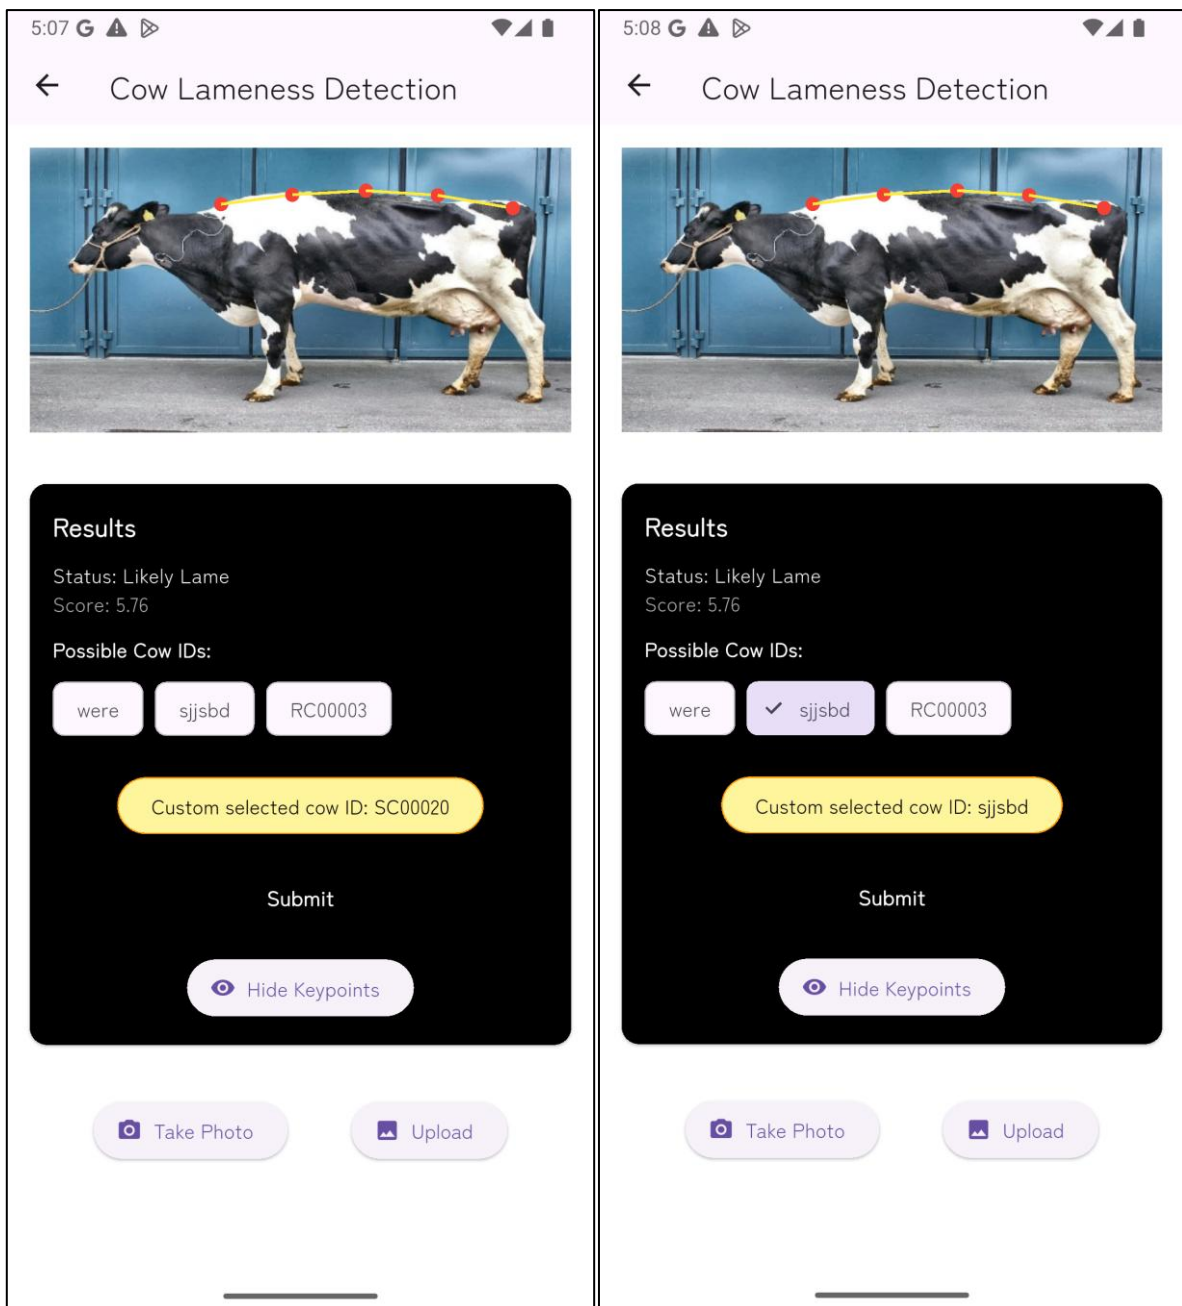 5:07 G
Cow Lameness Detection
Results
Status: Likely Lame
Score: 5.76
Possible Cow IDs:
were sjjsbd RC00003
Custom selected cow ID: SC00020
Submit
Hide Keypoints
Take Photo Upload
5:08 G
Cow Lameness Detection
Results
Status: Likely Lame
Score: 5.76
Possible Cow IDs:
were sjjsbd RC00003
Custom selected cow ID: sjjsbd
Submit
Hide Keypoints
Take Photo Upload